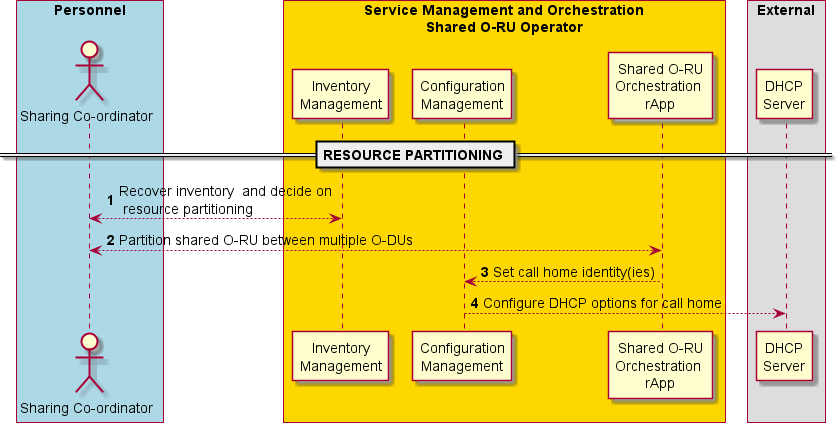 Personnel
Service Management and Orchestration
Shared O-RU Operator
External
Sharing Co-ordinator
Inventory
Management
Configuration
Management
Shared O-RU
Orchestration
rApp
DHCP
Server
RESOURCE PARTITIONING
1 Recover inventory  and decide on
resource partitioning
2 Partition shared O-RU between multiple O-DUs
3 Set call home identity(ies)
4 Configure DHCP options for call home
Sharing Co-ordinator
Inventory
Management
Configuration
Management
Shared O-RU
Orchestration
rApp
DHCP
Server